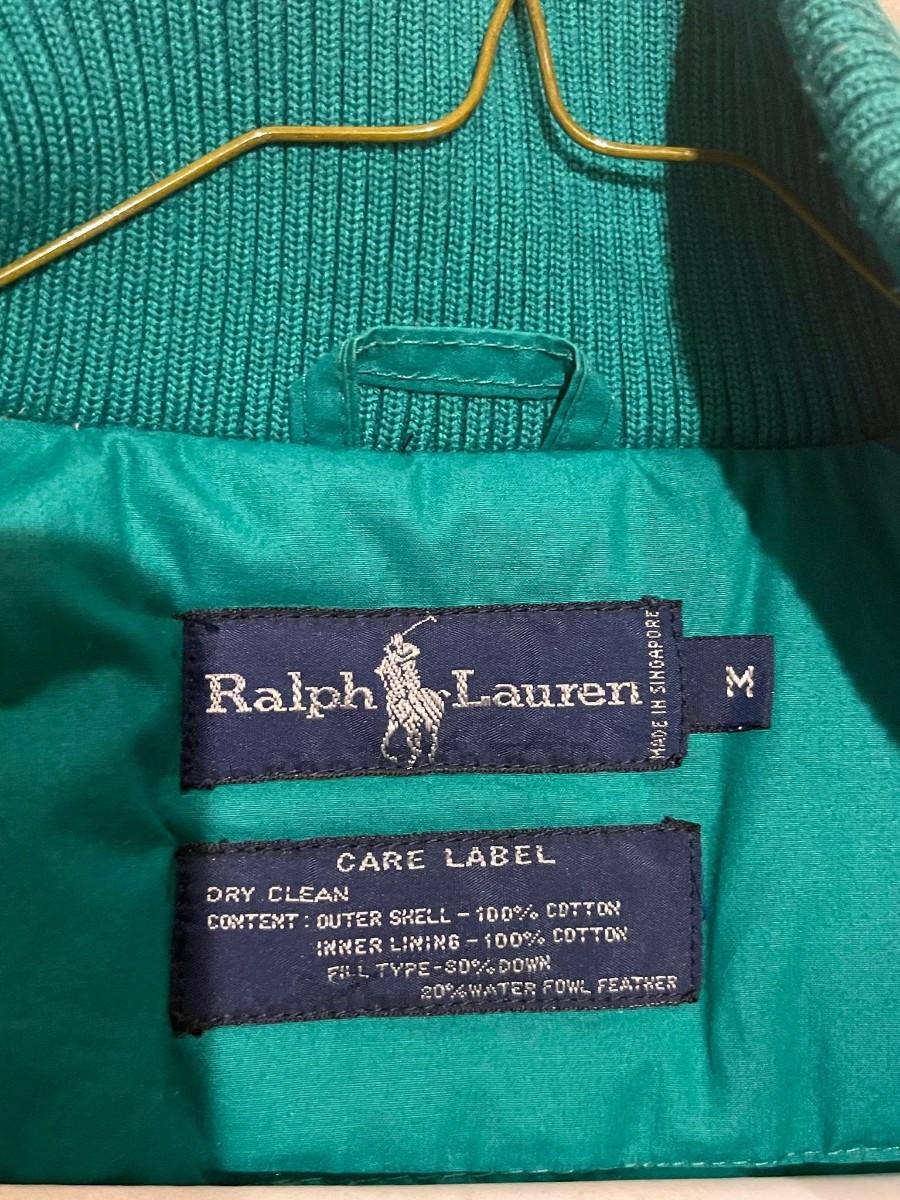 Ralph Lauren
MADE IN SINGAPORE
M
CARE LABEL
DRY CLEAN
CONTENT : OUTER SHELL - 100% COTTON
INNER LINING - 100% COTTON
FILL TYPE-80% DOWN
20% WATER FOWL FEATHER